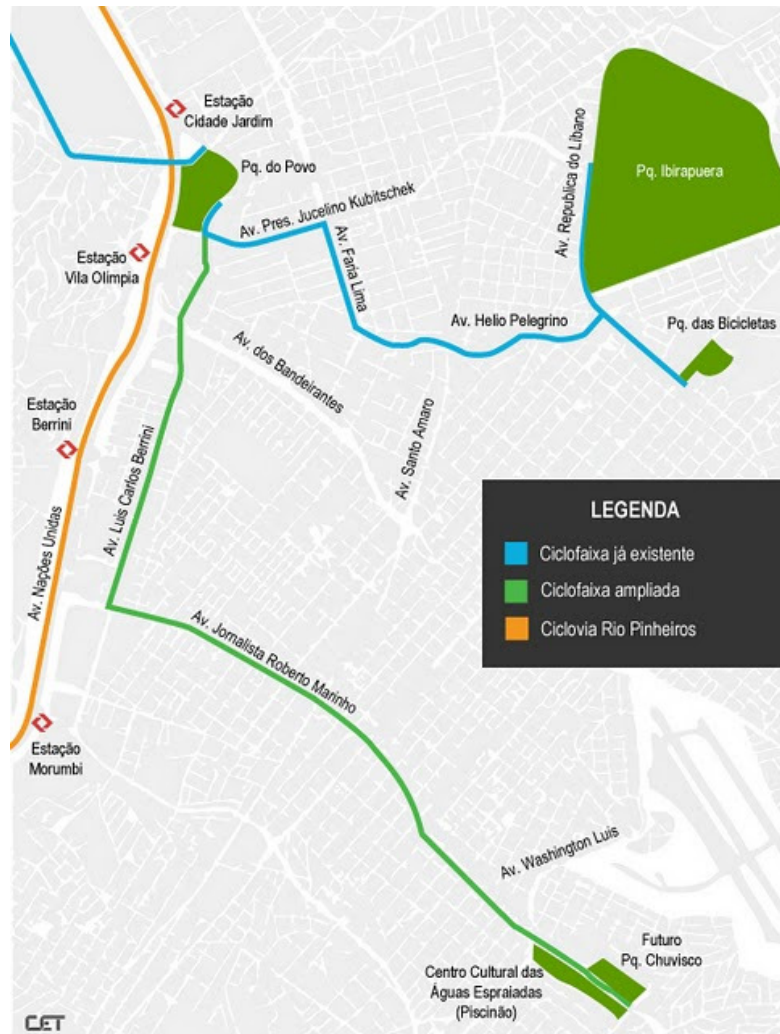 Estação
Cidade Jardim
Pq. do Povo
Av. Republica do Líbano
Pq. Ibirapuera
Av. Pres. Jucelino Kubitschek
Estação
Vila Olimpia
Av. Faria Lima
Av. Helio Pelegrino
Pq. das Bicicletas
Av. dos Bandeirantes
Estação
Berrini
Av. Luis Carlos Berrini
Av. Santo Amaro
Av. Nações Unidas
LEGENDA
Ciclofaixa já existente
Ciclofaixa ampliada
Ciclovia Rio Pinheiros
Av. Jornalista Roberto Marinho
Estação
Morumbi
Av. Washington Luis
Futuro
Pq. Chuvisco
Centro Cultural das
Águas Espraiadas
(Piscinão)
CET